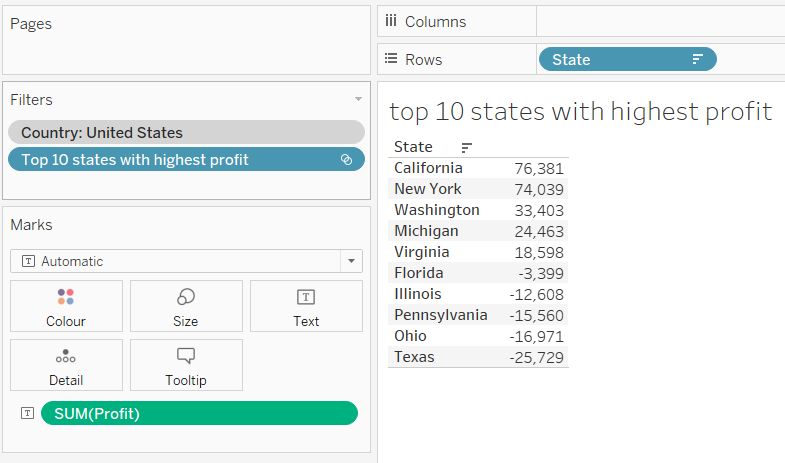 Pages
Columns
Rows
State
Filters
Country: United States
Top 10 states with highest profit
Marks
T Automatic
Colour
Size
T
Text
Detail
Tooltip
T SUM(Profit)
top 10 states with highest profit
State
California 76,381
New York 74,039
Washington 33,403
Michigan 24,463
Virginia 18,598
Florida -3,399
Illinois -12,608
Pennsylvania -15,560
Ohio -16,971
Texas -25,729